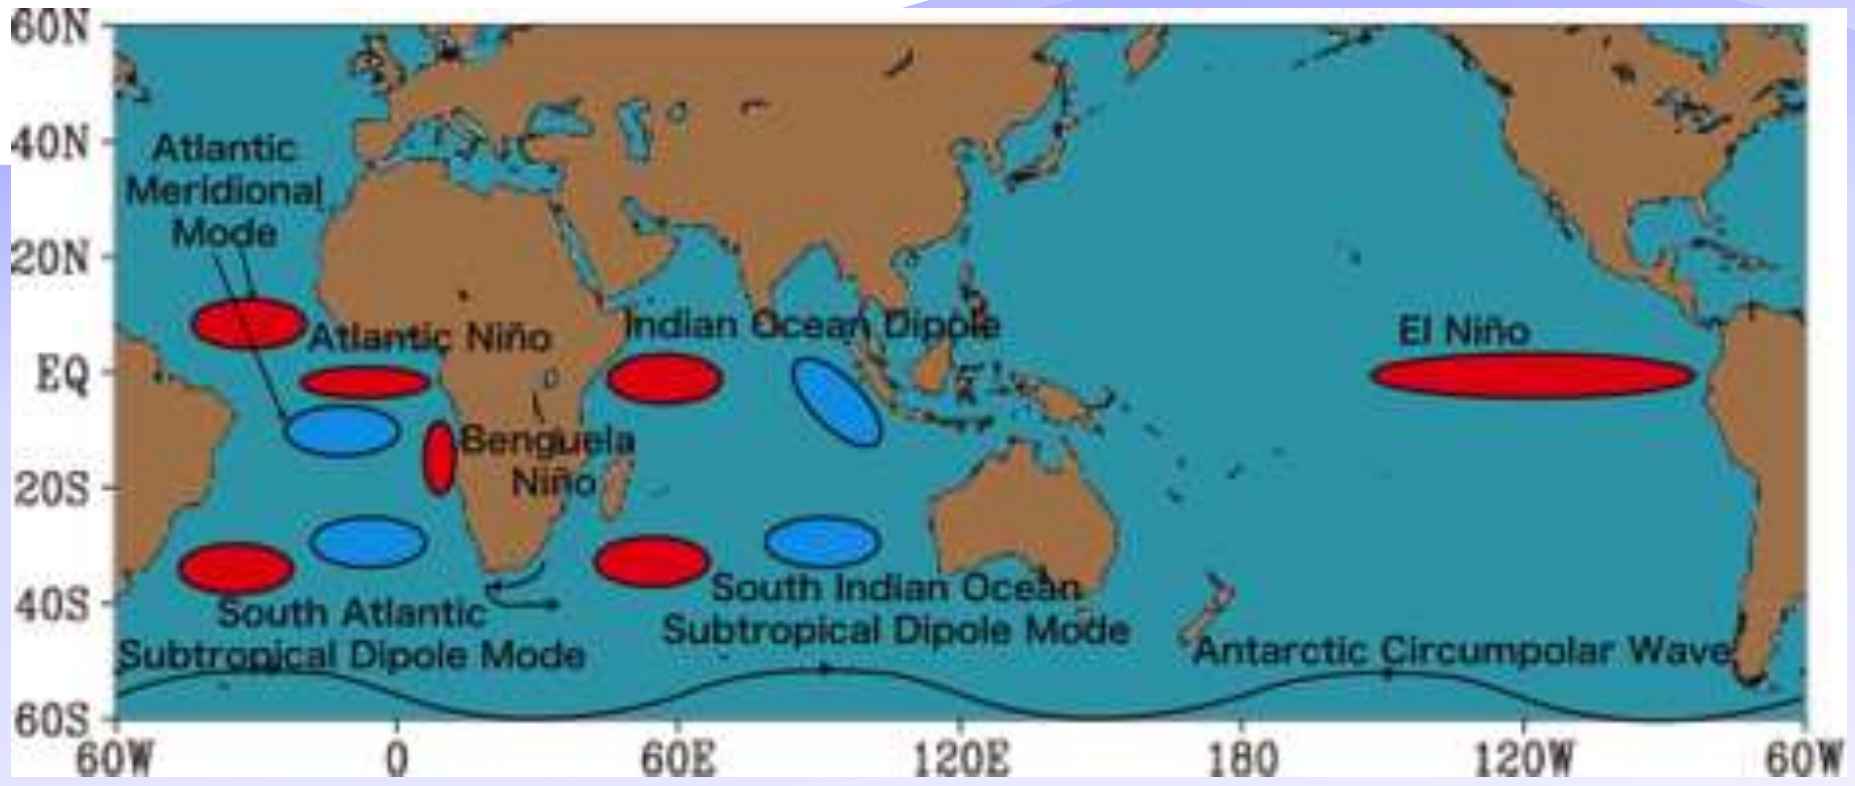 60N
40N
20N
EQ
20S
40S
60S
Atlantic
Meridional
Mode
Atlantic Niño
Indian Ocean Dipole
El Niño
Benguela
Niño
South Atlantic
Subtropical Dipole Mode
South Indian Ocean
Subtropical Dipole Mode
Antarctic Circumpolar Wave
60W 0 60E 120E 180 120W 60W